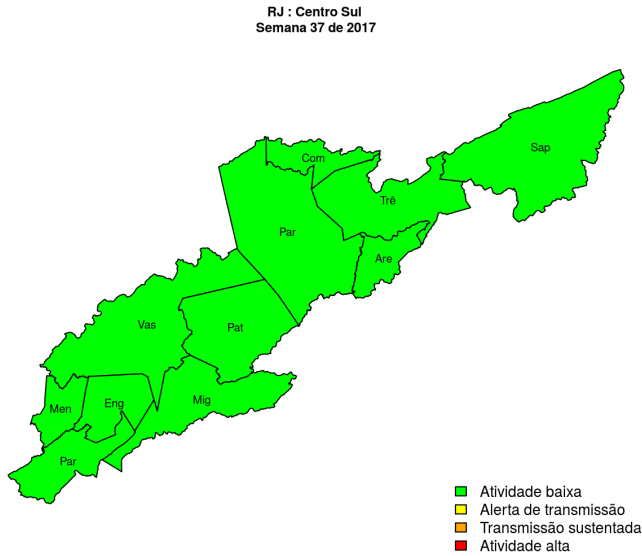 RJ : Centro Sul
Semana 37 de 2017
Sap
Com
Trê
Par
Are
Vas
Pat
Mig
Eng
Men
Par
Atividade baixa
Alerta de transmissão
Transmissão sustentada
Atividade alta